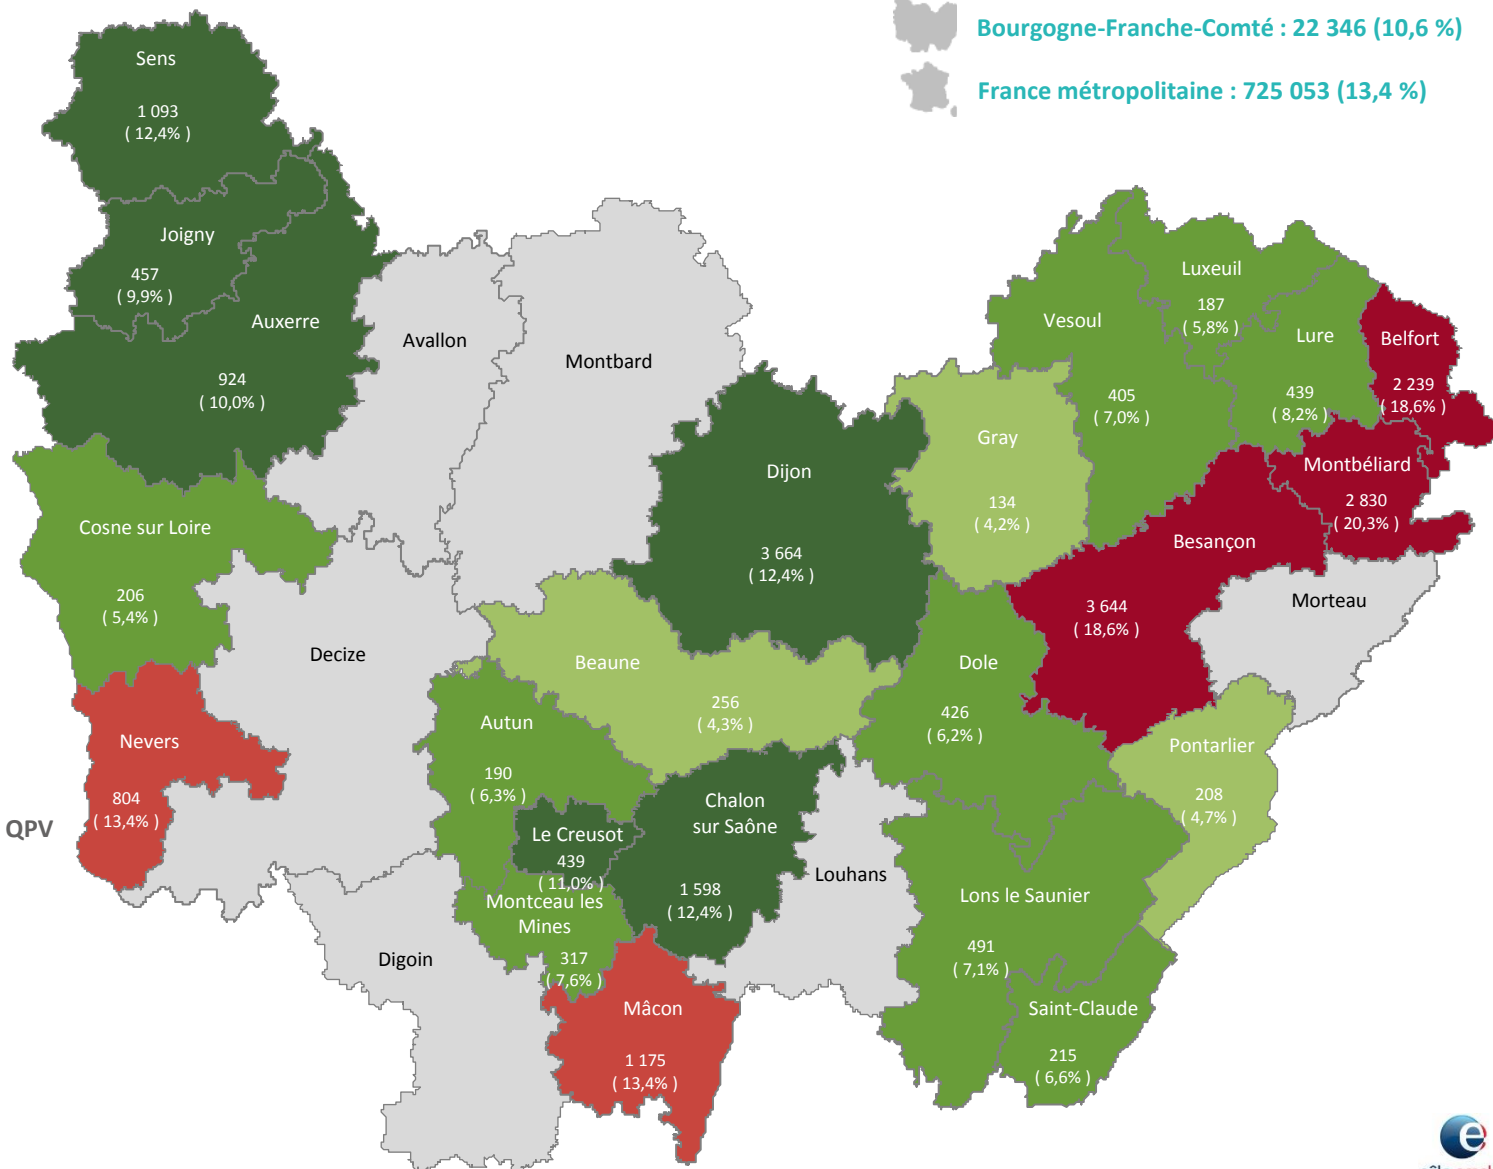 Bourgogne-Franche-Comté : 22 346 (10,6 %)
France métropolitaine : 725 053 (13,4 %)
Sens
1 093
( 12,4% )
Joigny
457
( 9,9% )
Auxerre
924
( 10,0% )
Avallon
Montbard
Vesoul
405
( 7,0% )
Luxeuil
187
( 5,8% )
Lure
439
( 8,2% )
Belfort
2 239
( 18,6% )
Montbéliard
2 830
( 20,3% )
Gray
134
( 4,2% )
Dijon
3 664
( 12,4% )
Besançon
3 644
( 18,6% )
Morteau
Cosne sur Loire
206
( 5,4% )
Decize
Beaune
256
( 4,3% )
Dole
426
( 6,2% )
Pontarlier
208
( 4,7% )
Nevers
804
( 13,4% )
QPV
Autun
190
( 6,3% )
Le Creusot
439
( 11,0% )
Chalon
sur Saône
1 598
( 12,4% )
Louhans
Lons le Saunier
491
( 7,1% )
Montceau les
Mines
317
( 7,6% )
Digoin
Mâcon
1 175
( 13,4% )
Saint-Claude
215
( 6,6% )